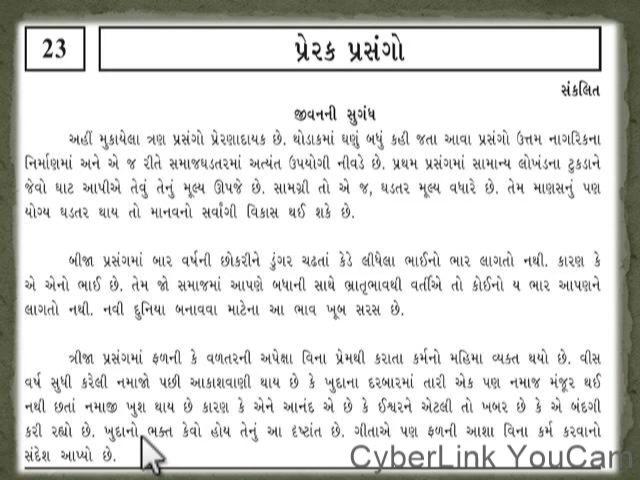 23
પ્રેરક પ્રસંગો
સંકલિત
જીવનની સુગંધ
અહીં મુકાયેલા ત્રણ પ્રસંગો પ્રેરણાદાયક છે. થોડાકમાં ઘણું બધું કહી જતા આવા પ્રસંગો ઉત્તમ નાગરિકના
નિર્માણમાં અને એ જ રીતે સમાજઘડતરમાં અત્યંત ઉપયોગી નીવડે છે. પ્રથમ પ્રસંગમાં સામાન્ય લોખંડના ટુકડાને
જેવો ઘાટ આપીએ તેવું તેનું મૂલ્ય ઊપજે છે. સામગ્રી તો એ જ, ઘડતર મૂલ્ય વધારે છે. તેમ માણસનું પણ
યોગ્ય ઘડતર થાય તો માનવનો સર્વાંગી વિકાસ થઈ શકે છે.
બીજા પ્રસંગમાં બાર વર્ષની છોકરીને ડુંગર ચઢતાં કેડે લીધેલા ભાઈનો ભાર લાગતો નથી. કારણ કે
એ એનો ભાઈ છે. તેમ જો સમાજમાં આપણે બધાની સાથે ભ્રાતૃભાવથી વર્તીએ તો કોઈનો ય ભાર આપણને
લાગતો નથી. નવી દુનિયા બનાવવા માટેના આ ભાવ ખૂબ સરસ છે.
ત્રીજા પ્રસંગમાં ફળની કે વળતરની અપેક્ષા વિના પ્રેમથી કરાતા કર્મનો મહિમા વ્યક્ત થયો છે. વીસ
વર્ષ સુધી કરેલી નમાજો પછી આકાશવાણી થાય છે કે ખુદાના દરબારમાં તારી એક પણ નમાજ મંજૂર થઈ
નથી છતાં નમાજી ખુશ થાય છે કારણ કે એને આનંદ એ છે કે ઈશ્વરને એટલી તો ખબર છે કે એ બંદગી
કરી રહ્યો છે. ખુદાનો ભક્ત કેવો હોય તેનું આ દૃષ્ટાંત છે. ગીતાએ પણ ફળની આશા વિના કર્મ કરવાનો
સંદેશ આપ્યો છે.
CyberLink YouCam